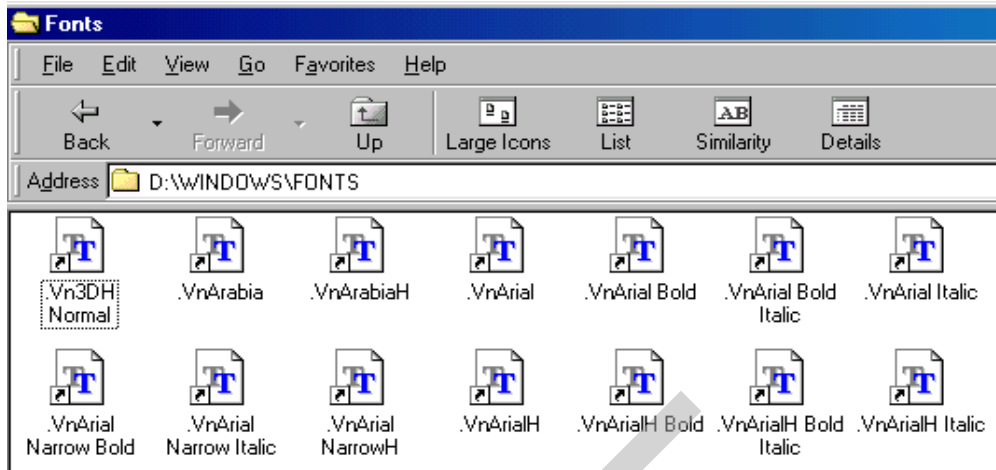 Fonts
File Edit View Go Favorites Help
Back Forward Up Large Icons List Similarity Details
Address D:\WINDOWS\FONTS
.Vn3DH Normal .VnArabia .VnArabiaH .VnArial .VnArial Bold .VnArial Bold Italic .VnArial Italic
.VnArial Narrow Bold .VnArial Narrow Italic .VnArial NarrowH .VnArialH .VnArialH Bold .VnArialH Bold Italic .VnArialH Italic